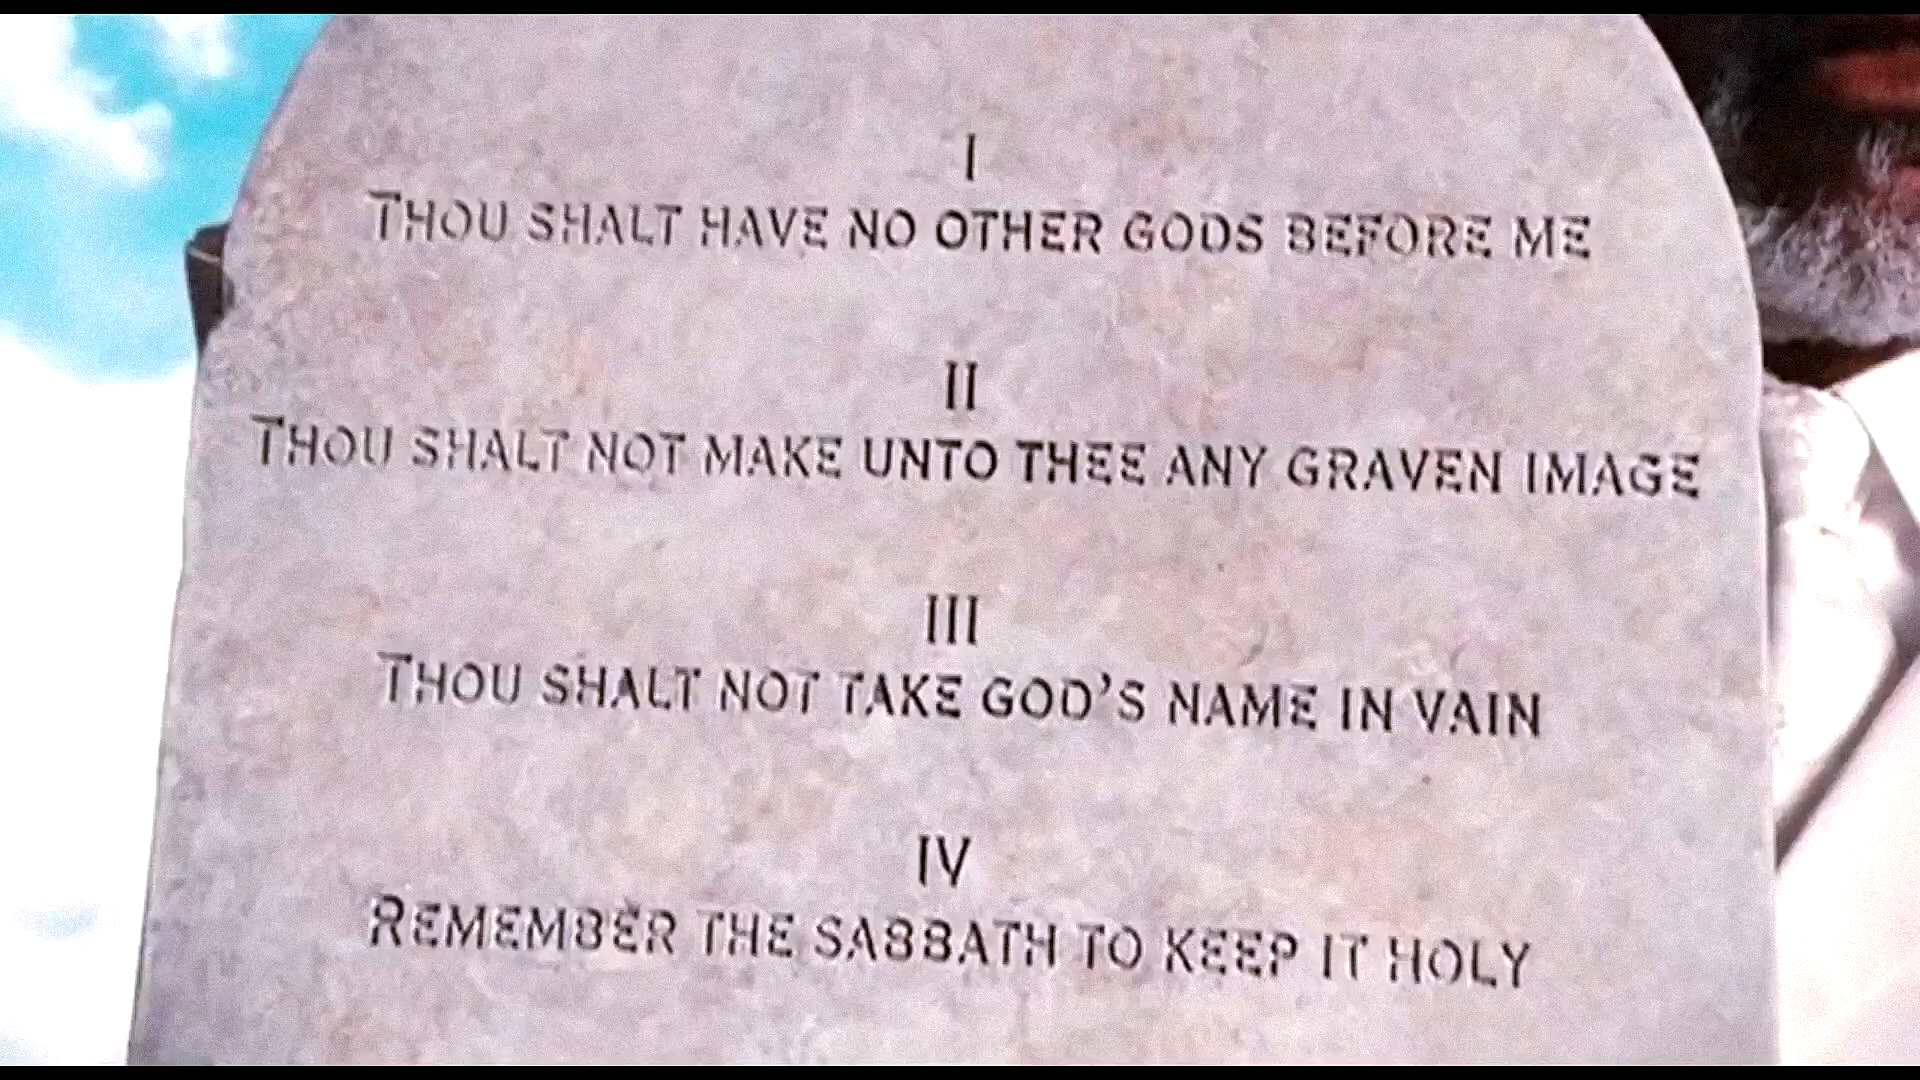 I
THOU SHALT HAVE NO OTHER GODS BEFORE ME
II
THOU SHALT NOT MAKE UNTO THEE ANY GRAVEN IMAGE
III
THOU SHALT NOT TAKE GOD'S NAME IN VAIN
IV
REMEMBER THE SABBATH TO KEEP IT HOLY